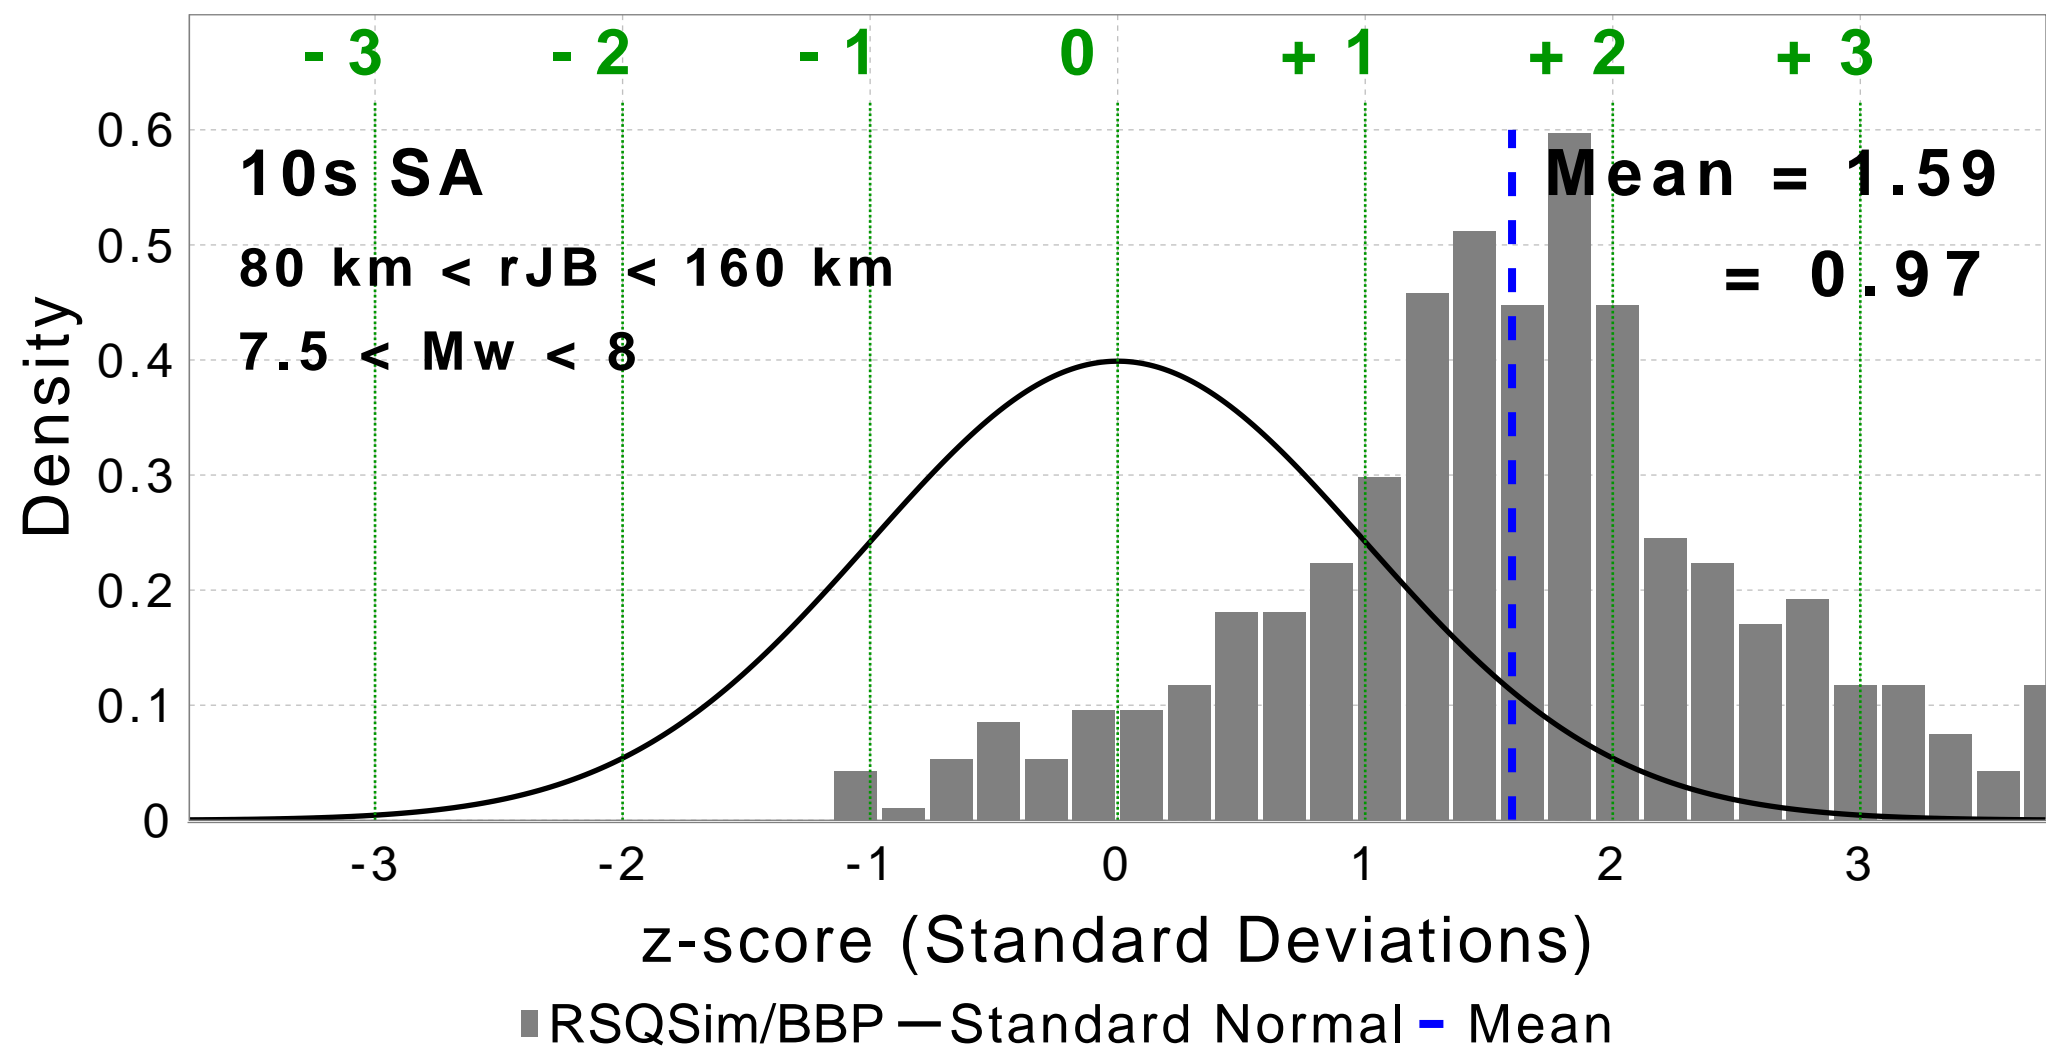 - 3 - 2 - 1 0 + 1 + 2 + 3
10s SA
Mean = 1.59
80 km < rJB < 160 km
= 0.97
7.5 < Mw < 8
Density
0.6
0.5
0.4
0.3
0.2
0.1
0
-3 -2 -1 0 1 2 3
z-score (Standard Deviations)
RSQSim/BBP Standard Normal Mean